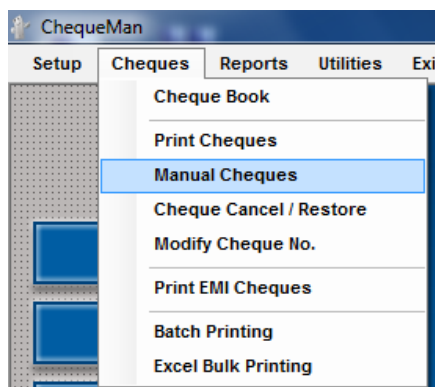 ChequeMan
Setup Cheques Reports Utilities Exi
Cheque Book
Print Cheques
Manual Cheques
Cheque Cancel / Restore
Modify Cheque No.
Print EMI Cheques
Batch Printing
Excel Bulk Printing